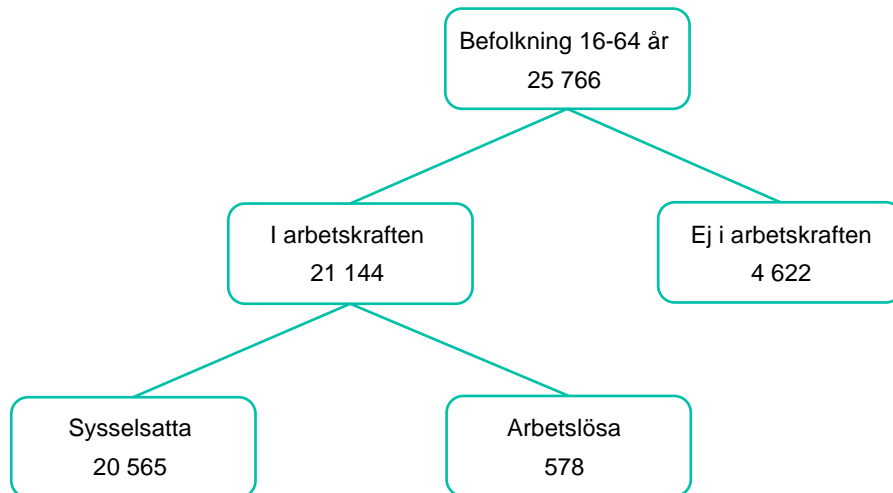 Befolkning 16-64 år
25 766
I arbetskraften
21 144
Ej i arbetskraften
4 622
Sysselsatta
20 565
Arbetslösa
578